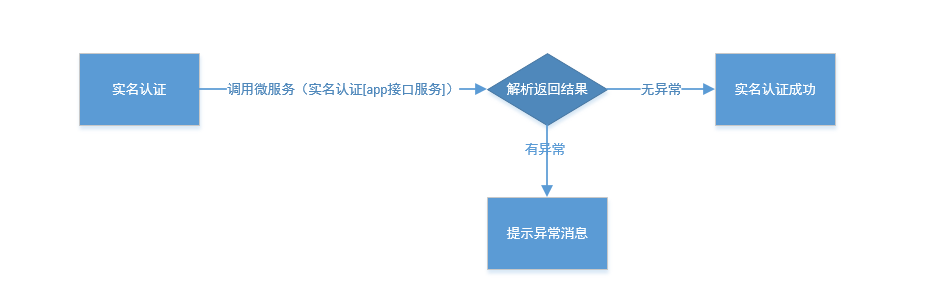 实名认证
调用微服务（实名认证[app接口服务]）
解析返回结果
无异常
实名认证成功
有异常
提示异常消息